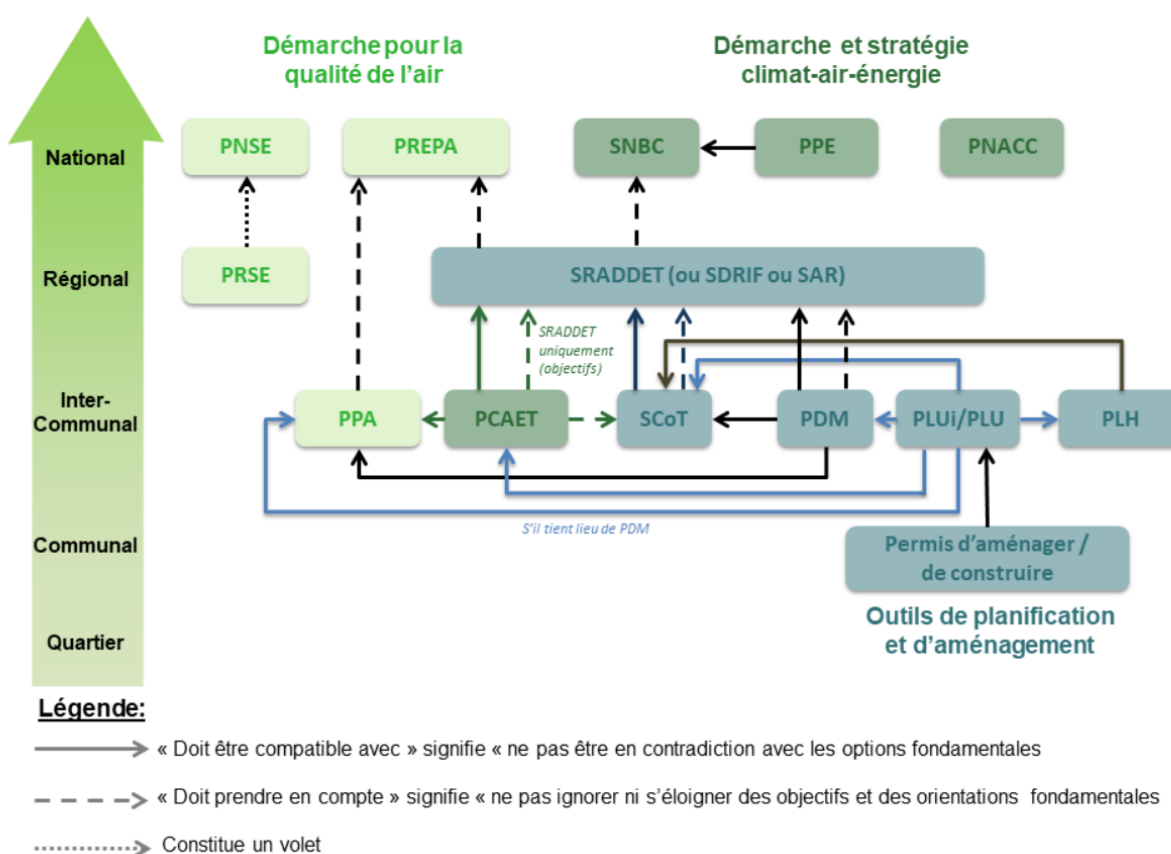 Démarche pour la
qualité de l’air
Démarche et stratégie
climat-air-énergie
National
PNSE
PREPA
SNBC
PPE
PNACC
Régional
PRSE
SRADDET (ou SDRIF ou SAR)
SRADDET
uniquement
(objectifs)
Inter-
Communal
PPA
PCAET
SCoT
PDM
PLUi/PLU
PLH
S’il tient lieu de PDM
Communal
Permis d’aménager /
de construire
Outils de planification
et d’aménagement
Quartier
Légende:
« Doit être compatible avec » signifie « ne pas être en contradiction avec les options fondamentales
« Doit prendre en compte » signifie « ne pas ignorer ni s’éloigner des objectifs et des orientations fondamentales
Constitue un volet